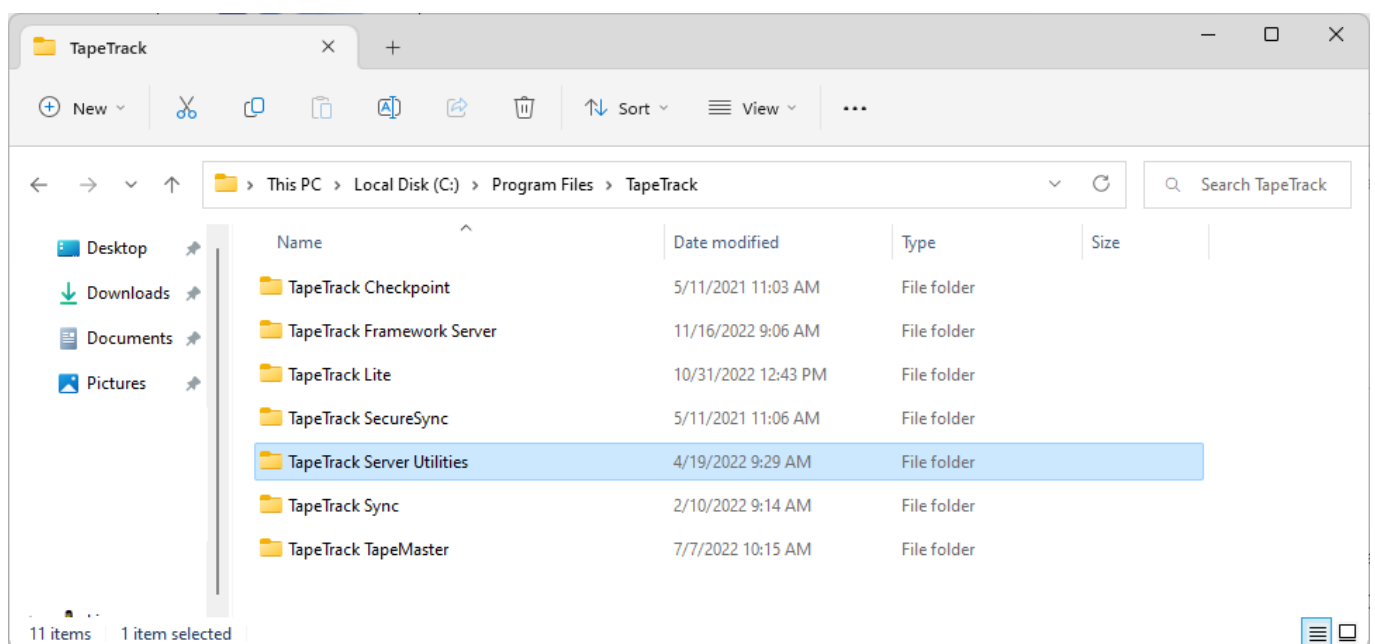 TapeTrack
New Sort View
This PC > Local Disk (C:) > Program Files > TapeTrack Search TapeTrack
Desktop
Downloads
Documents
Pictures
Name Date modified Type Size
TapeTrack Checkpoint 5/11/2021 11:03 AM File folder
TapeTrack Framework Server 11/16/2022 9:06 AM File folder
TapeTrack Lite 10/31/2022 12:43 PM File folder
TapeTrack SecureSync 5/11/2021 11:06 AM File folder
TapeTrack Server Utilities 4/19/2022 9:29 AM File folder
TapeTrack Sync 2/10/2022 9:14 AM File folder
TapeTrack TapeMaster 7/7/2022 10:15 AM File folder
11 items 1 item selected